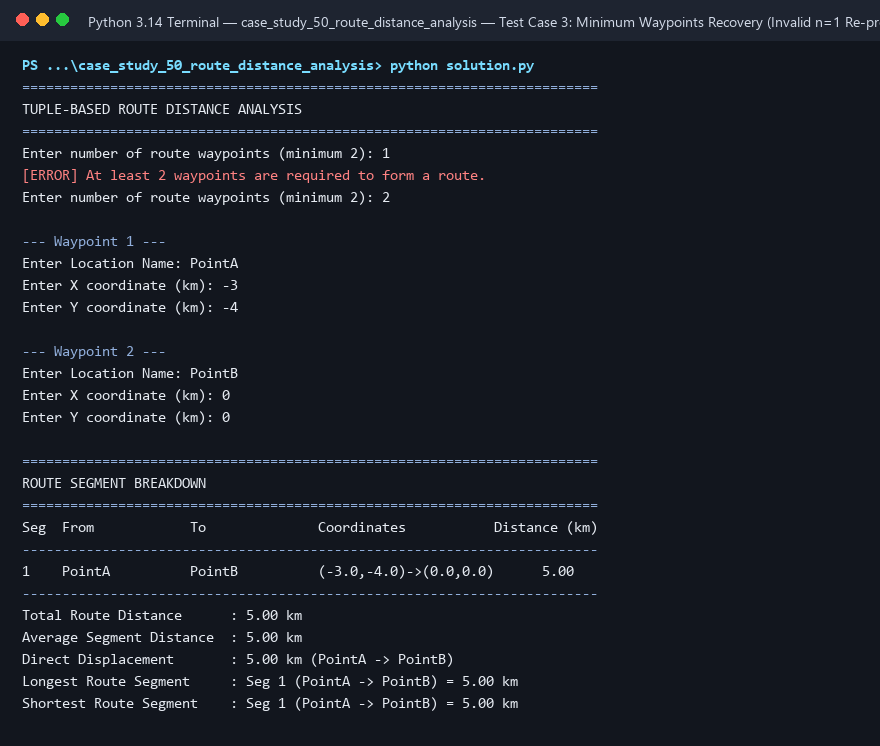 Python 3.14 Terminal — case_study_50_route_distance_analysis — Test Case 3: Minimum Waypoints Recovery (Invalid n=1 Re-pr
PS ...\case_study_50_route_distance_analysis> python solution.py
========================================================================
TUPLE-BASED ROUTE DISTANCE ANALYSIS
========================================================================
Enter number of route waypoints (minimum 2): 1
[ERROR] At least 2 waypoints are required to form a route.
Enter number of route waypoints (minimum 2): 2
--- Waypoint 1 ---
Enter Location Name: PointA
Enter X coordinate (km): -3
Enter Y coordinate (km): -4
--- Waypoint 2 ---
Enter Location Name: PointB
Enter X coordinate (km): 0
Enter Y coordinate (km): 0
========================================================================
ROUTE SEGMENT BREAKDOWN
========================================================================
Seg  From            To              Coordinates           Distance (km)
------------------------------------------------------------------------
1    PointA          PointB          (-3.0,-4.0)->(0.0,0.0)      5.00
------------------------------------------------------------------------
Total Route Distance      : 5.00 km
Average Segment Distance  : 5.00 km
Direct Displacement       : 5.00 km (PointA -> PointB)
Longest Route Segment     : Seg 1 (PointA -> PointB) = 5.00 km
Shortest Route Segment    : Seg 1 (PointA -> PointB) = 5.00 km